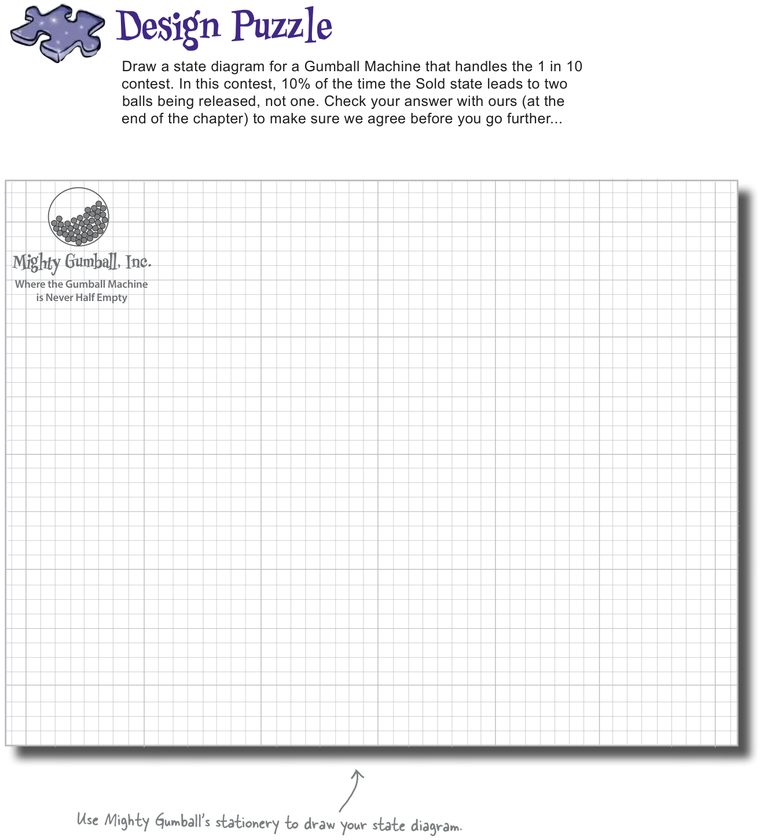 Design Puzzle
Draw a state diagram for a Gumball Machine that handles the 1 in 10
contest. In this contest, 10% of the time the Sold state leads to two
balls being released, not one. Check your answer with ours (at the
end of the chapter) to make sure we agree before you go further...
Mighty Gumball, Inc.
Where the Gumball Machine
is Never Half Empty
Use Mighty Gumball's stationery to draw your state diagram.